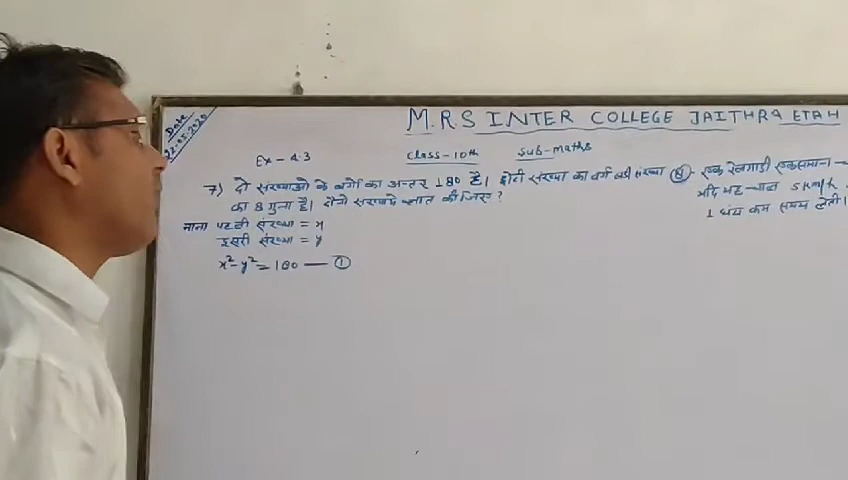 M.R.S INTER COLLEGE JAITHRA ETAH
Date
22.05.2020
Ex - 4.3
Class-10th
Sub-Maths
7) दो संख्याओ के वर्गो का अन्तर 180 है। छोटी संख्या का वर्ग बडी संख्या
का 8 गुना है। दोनो संख्याये ज्ञात कीजिए ?
माना पहली संख्या = x
दूसरी संख्या = y
x²-y² = 180 — ①
⑧ एक रेलगाडी एकसमान
यदि यह चाल 5 km/h
1 घंटा कम समय लेती।